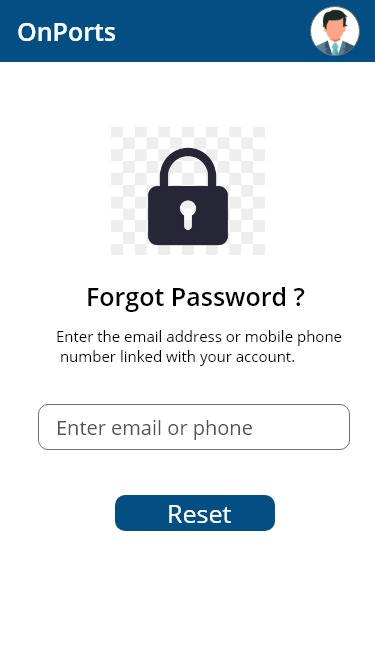 OnPorts
Forgot Password ?
Enter the email address or mobile phone
number linked with your account.
Enter email or phone
Reset